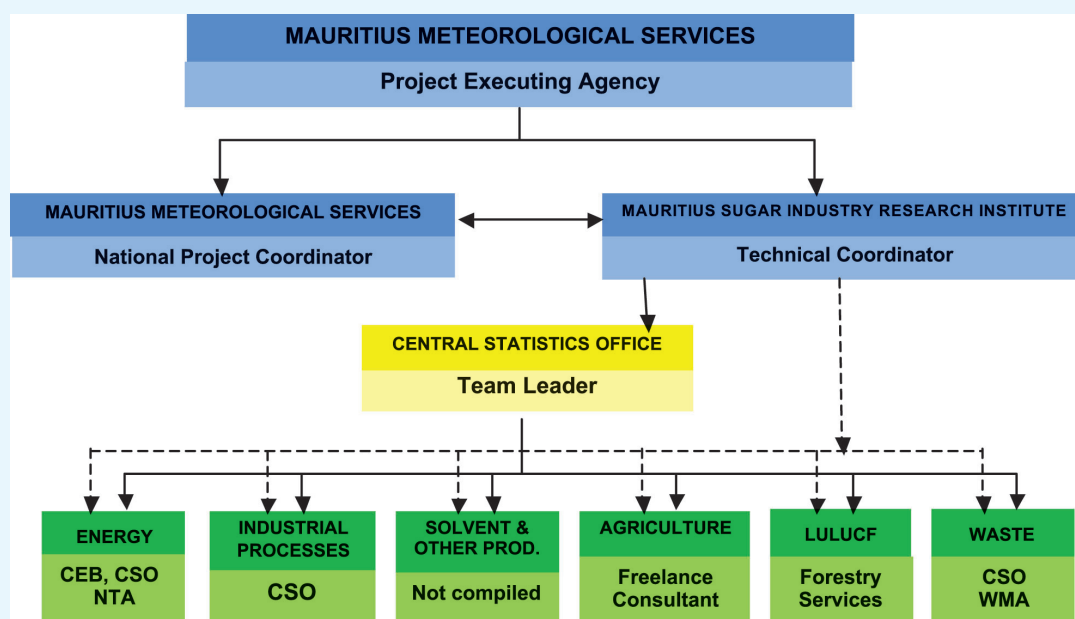 MAURITIUS METEOROLOGICAL SERVICES
Project Executing Agency
MAURITIUS METEOROLOGICAL SERVICES
National Project Coordinator
MAURITIUS SUGAR INDUSTRY RESEARCH INSTITUTE
Technical Coordinator
CENTRAL STATISTICS OFFICE
Team Leader
ENERGY
CEB, CSO
NTA
INDUSTRIAL
PROCESSES
CSO
SOLVENT &
OTHER PROD.
Not compiled
AGRICULTURE
Freelance
Consultant
LULUCF
Forestry
Services
WASTE
CSO
WMA